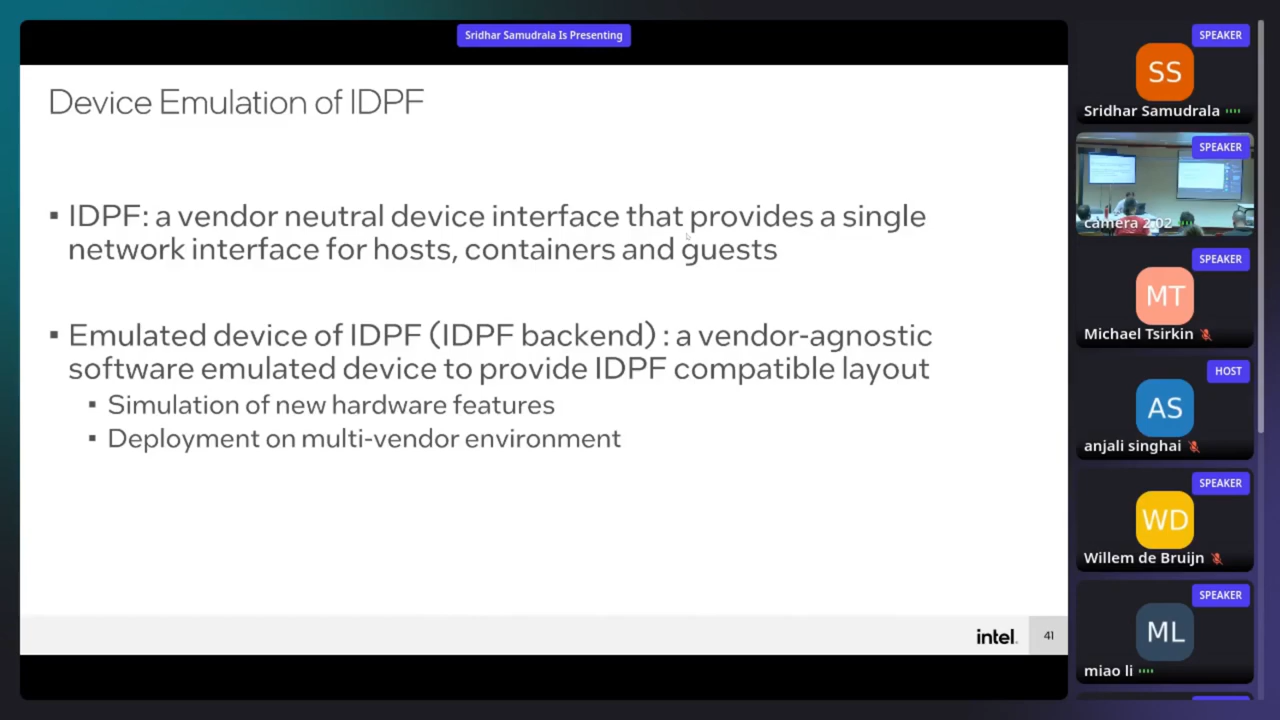 Sridhar Samudrala Is Presenting
Device Emulation of IDPF
▪ IDPF: a vendor neutral device interface that provides a single
network interface for hosts, containers and guests
▪ Emulated device of IDPF (IDPF backend) : a vendor-agnostic
software emulated device to provide IDPF compatible layout
▪ Simulation of new hardware features
▪ Deployment on multi-vendor environment
intel.
41
SPEAKER
SS
Sridhar Samudrala
SPEAKER
camera 2.02
SPEAKER
MT
Michael Tsirkin
HOST
AS
anjali singhai
SPEAKER
WD
Willem de Bruijn
SPEAKER
ML
miao li